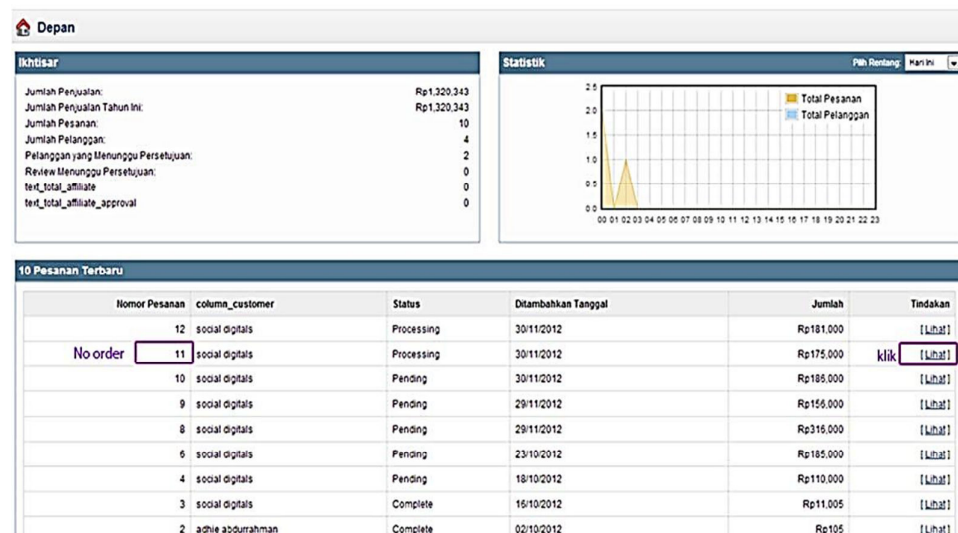 Depan
Ikhtisar
Jumlah Penjualan: Rp1,320,343
Jumlah Penjualan Tahun Ini: Rp1,320,343
Jumlah Pesanan: 10
Jumlah Pelanggan: 4
Pelanggan yang Menunggu Persetujuan: 2
Review Menunggu Persetujuan: 0
text_total_affiliate 0
text_total_affiliate_approval 0
Statistik Pilih Rentang: Hari Ini
2.5
2.0
1.5
1.0
0.5
0.0
Total Pesanan
Total Pelanggan
00 01 02 03 04 05 06 07 08 09 10 11 12 13 14 15 16 17 18 19 20 21 22 23
10 Pesanan Terbaru
Nomor Pesanan column_customer Status Ditambahkan Tanggal Jumlah Tindakan
12 social digitals Processing 30/11/2012 Rp181,000 [ Lihat ]
No order 11 social digitals Processing 30/11/2012 Rp175,000 klik [ Lihat ]
10 social digitals Pending 30/11/2012 Rp186,000 [ Lihat ]
9 social digitals Pending 29/11/2012 Rp156,000 [ Lihat ]
8 social digitals Pending 29/11/2012 Rp316,000 [ Lihat ]
6 social digitals Pending 23/10/2012 Rp185,000 [ Lihat ]
4 social digitals Pending 18/10/2012 Rp110,000 [ Lihat ]
3 social digitals Complete 16/10/2012 Rp11,005 [ Lihat ]
2 adhie abdurrahman Complete 02/10/2012 Rp105 [ Lihat ]